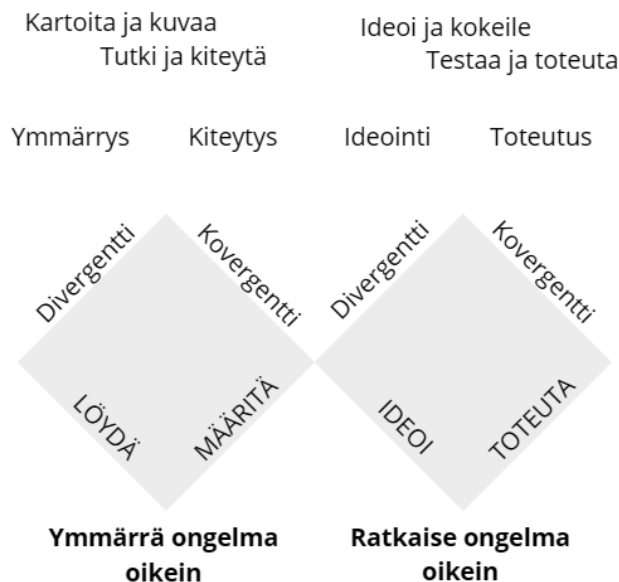 Kartoita ja kuvaa
Tutki ja kiteytä
Ideoi ja kokeile
Testaa ja toteuta
Ymmärrys
Kiteytys
Ideointi
Toteutus
Divergentti
Kovergentti
Divergentti
Kovergentti
LÖYDÄ
MÄÄRITÄ
IDEOI
TOTEUTA
Ymmärrä ongelma
oikein
Ratkaise ongelma
oikein